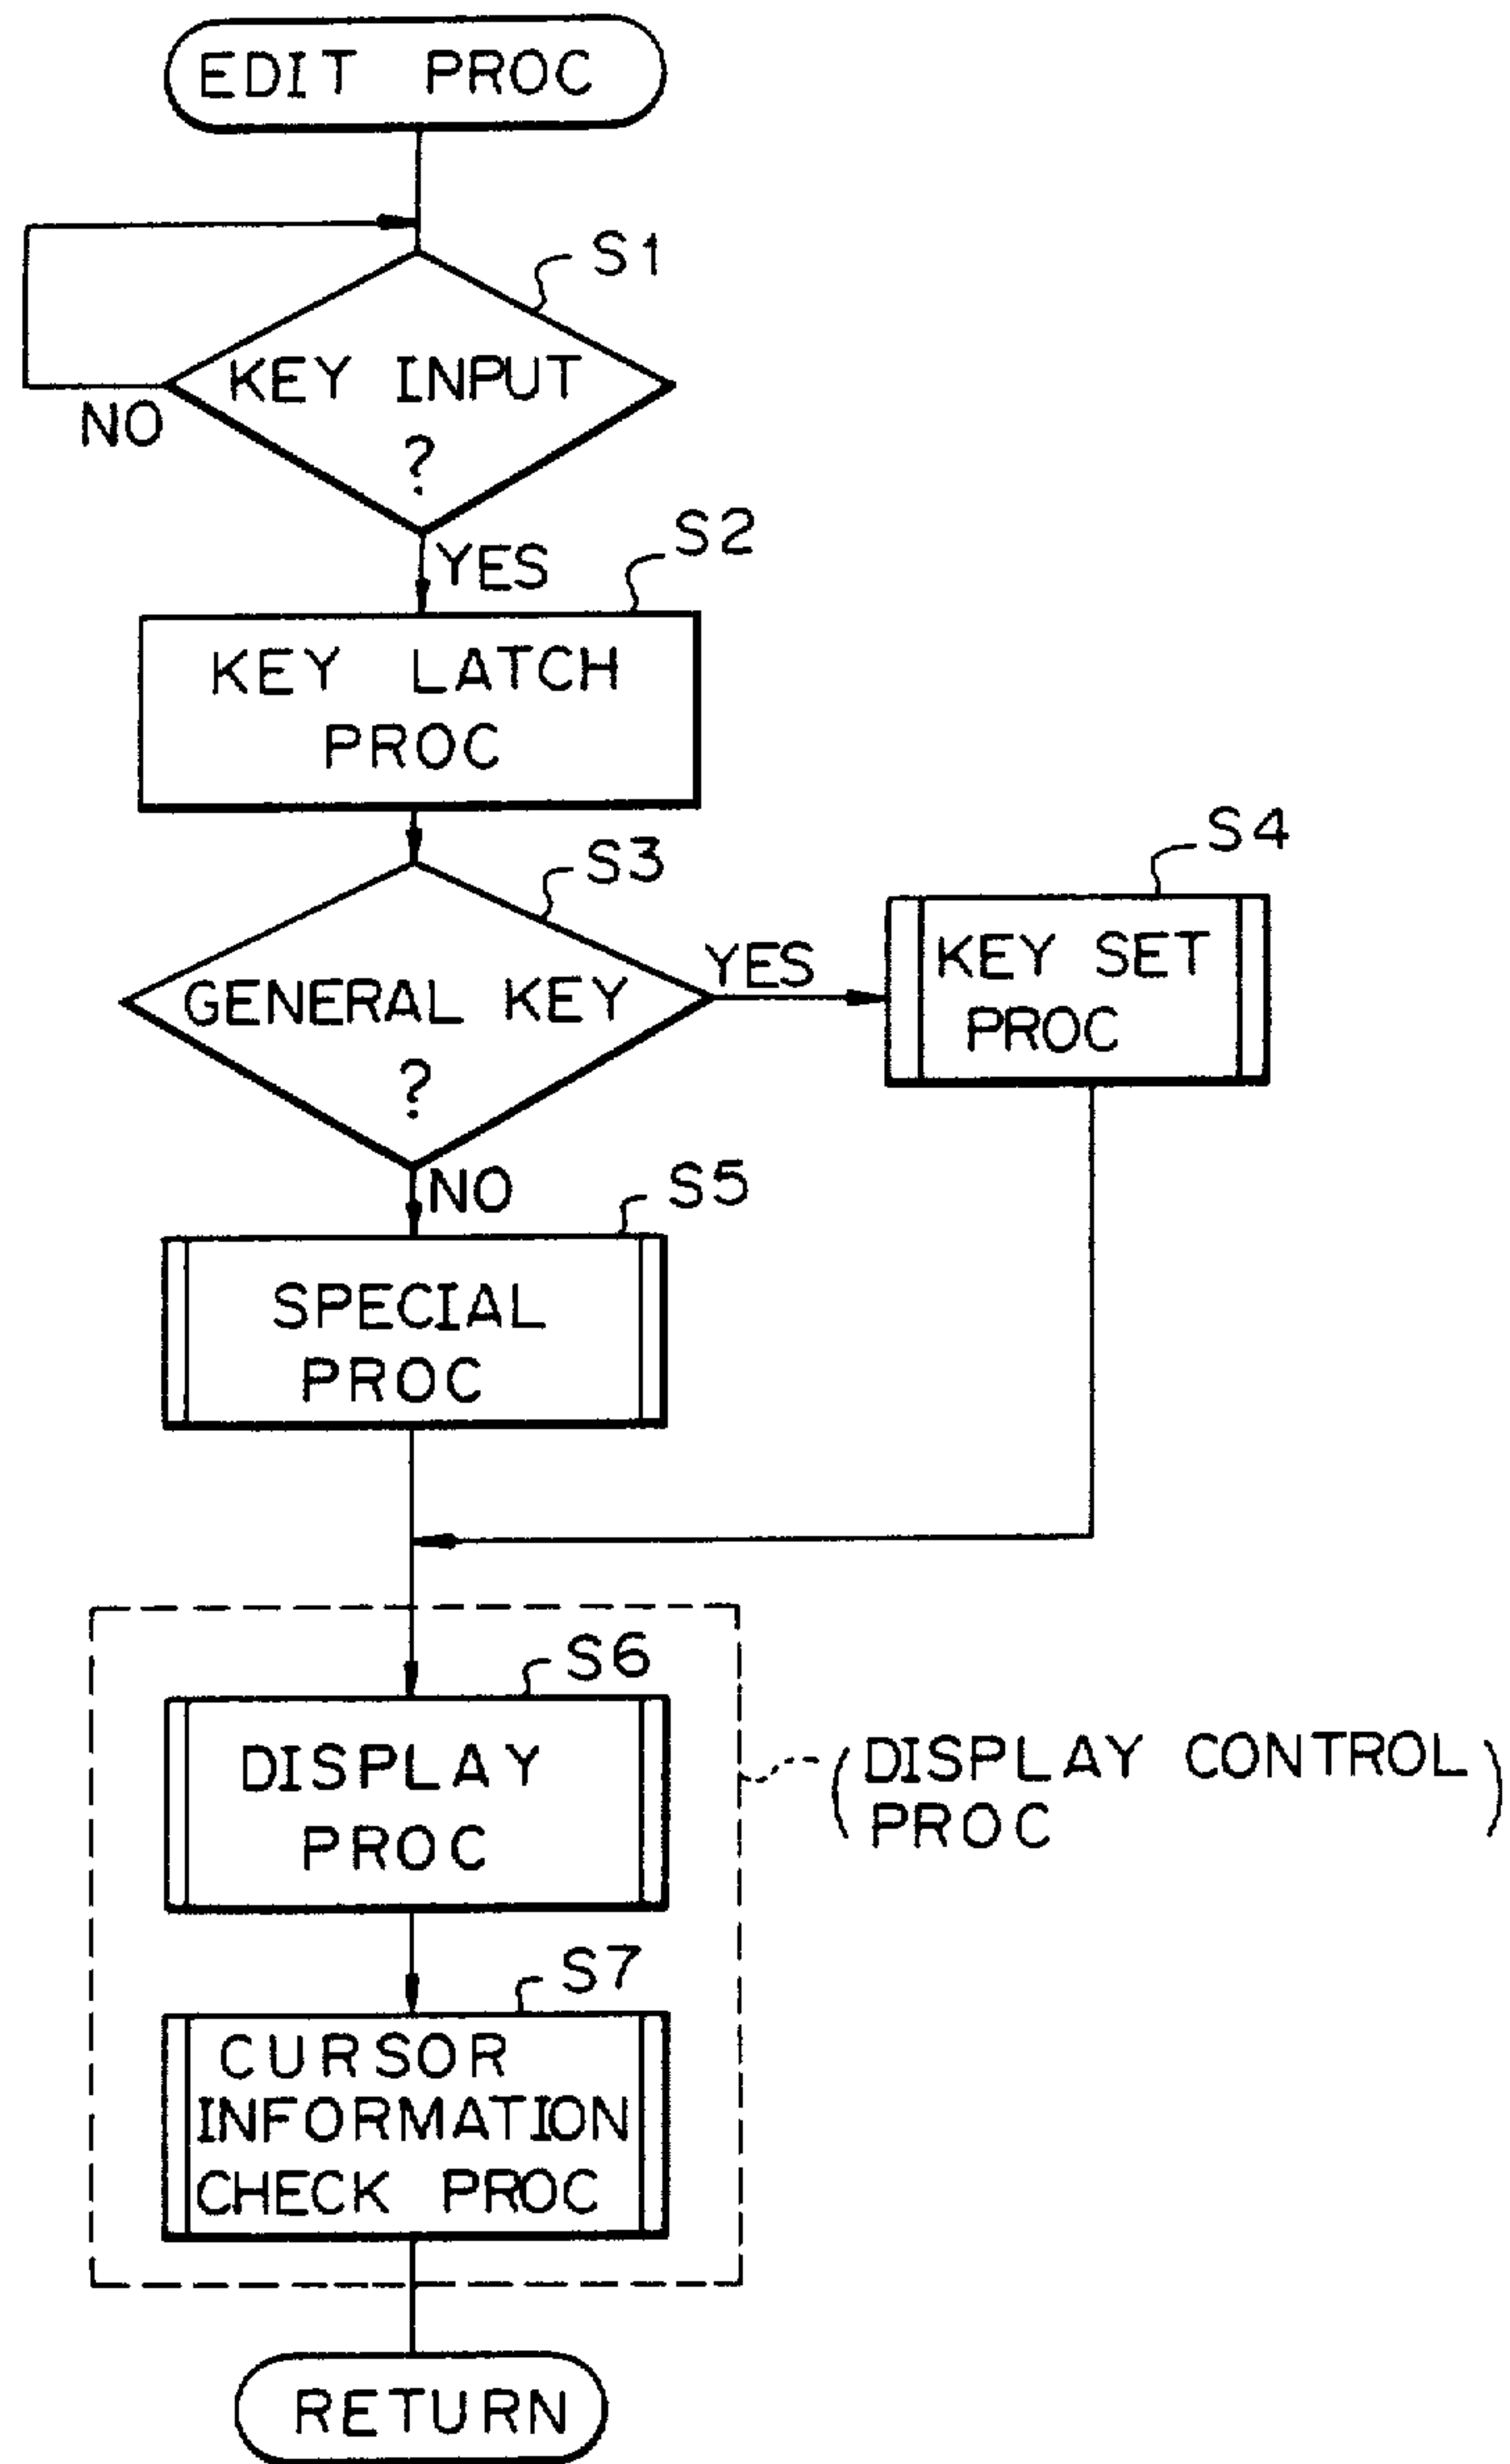 EDIT PROC
S1
KEY INPUT
?
NO
YES
S2
KEY LATCH
PROC
S3
GENERAL KEY
?
YES
S4
KEY SET
PROC
NO
S5
SPECIAL
PROC
S6
DISPLAY
PROC
(DISPLAY CONTROL
PROC)
S7
CURSOR
INFORMATION
CHECK PROC
RETURN